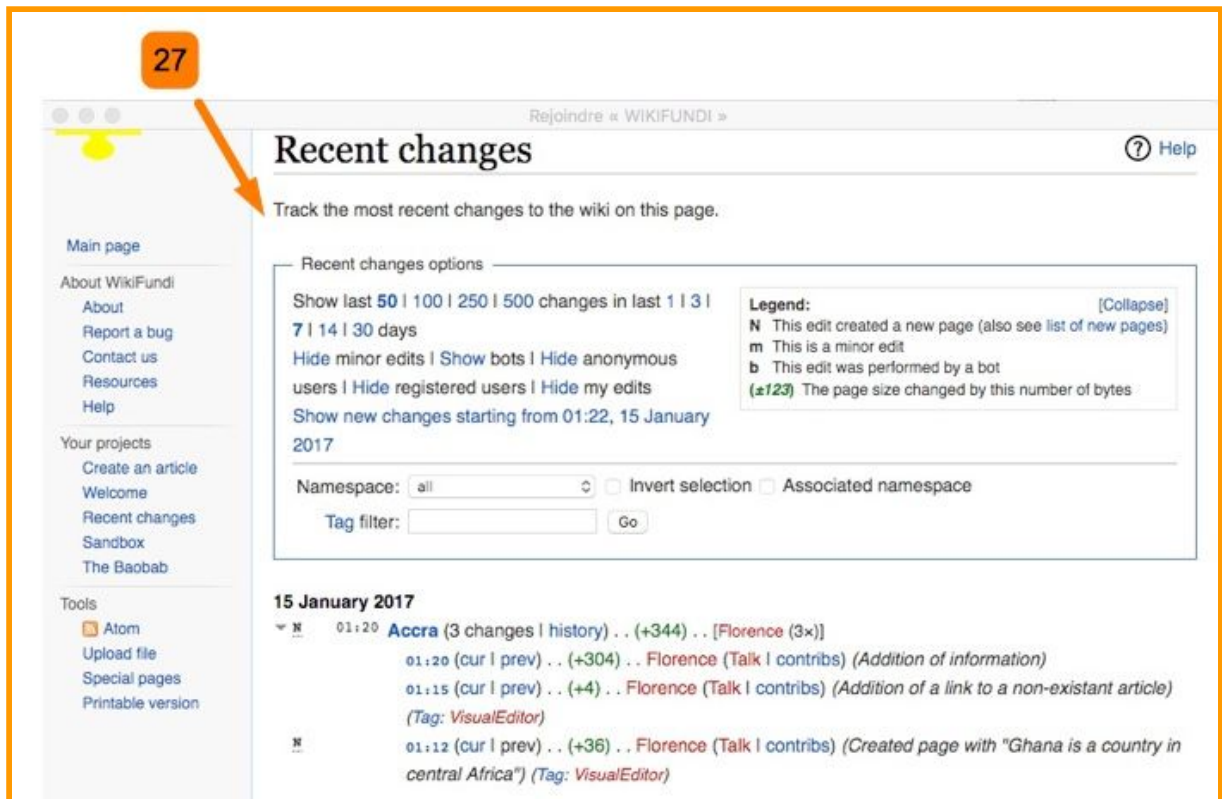 27
Rejoindre « WIKIFUNDI »
Recent changes
Help
Track the most recent changes to the wiki on this page.
Main page
About WikiFundi
About
Report a bug
Contact us
Resources
Help
Your projects
Create an article
Welcome
Recent changes
Sandbox
The Baobab
Tools
Atom
Upload file
Special pages
Printable version
Recent changes options
Show last 50 | 100 | 250 | 500 changes in last 1 | 3 |
7 | 14 | 30 days
Hide minor edits | Show bots | Hide anonymous
users | Hide registered users | Hide my edits
Show new changes starting from 01:22, 15 January
2017
Legend: [Collapse]
N This edit created a new page (also see list of new pages)
m This is a minor edit
b This edit was performed by a bot
(±123) The page size changed by this number of bytes
Namespace: all Invert selection Associated namespace
Tag filter: Go
15 January 2017
N 01:20 Accra (3 changes | history) . . (+344) . . [Florence (3×)]
01:20 (cur | prev) . . (+304) . . Florence (Talk | contribs) (Addition of information)
01:15 (cur | prev) . . (+4) . . Florence (Talk | contribs) (Addition of a link to a non-existant article)
(Tag: VisualEditor)
N 01:12 (cur | prev) . . (+36) . . Florence (Talk | contribs) (Created page with "Ghana is a country in
central Africa") (Tag: VisualEditor)